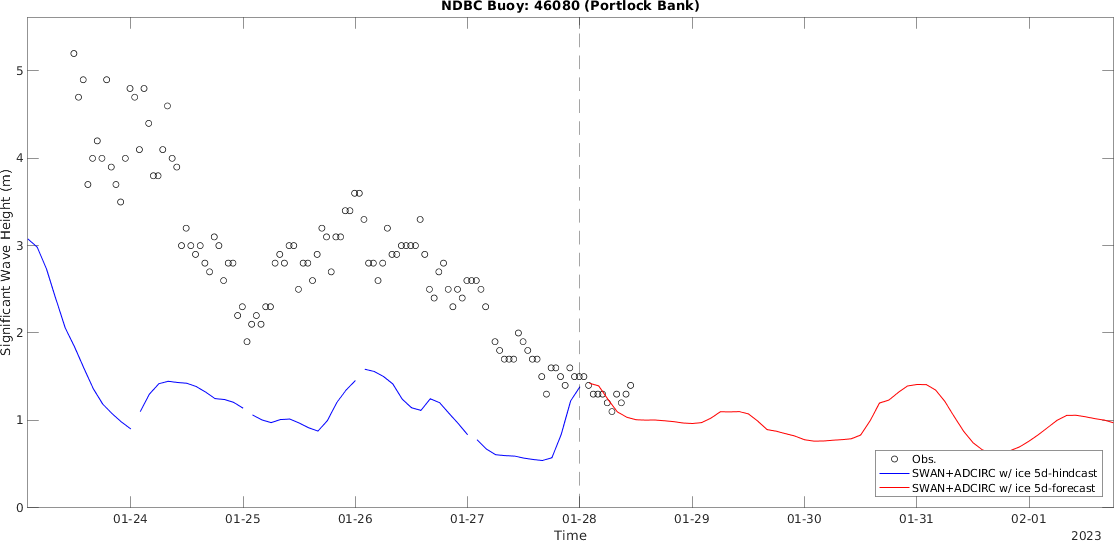 NDBC Buoy: 46080 (Portlock Bank)
5
4
3
2
1
0
Significant Wave Height (m)
Obs.
SWAN+ADCIRC w/ ice 5d-hindcast
SWAN+ADCIRC w/ ice 5d-forecast
01-24 01-25 01-26 01-27 01-28 01-29 01-30 01-31 02-01
Time
2023